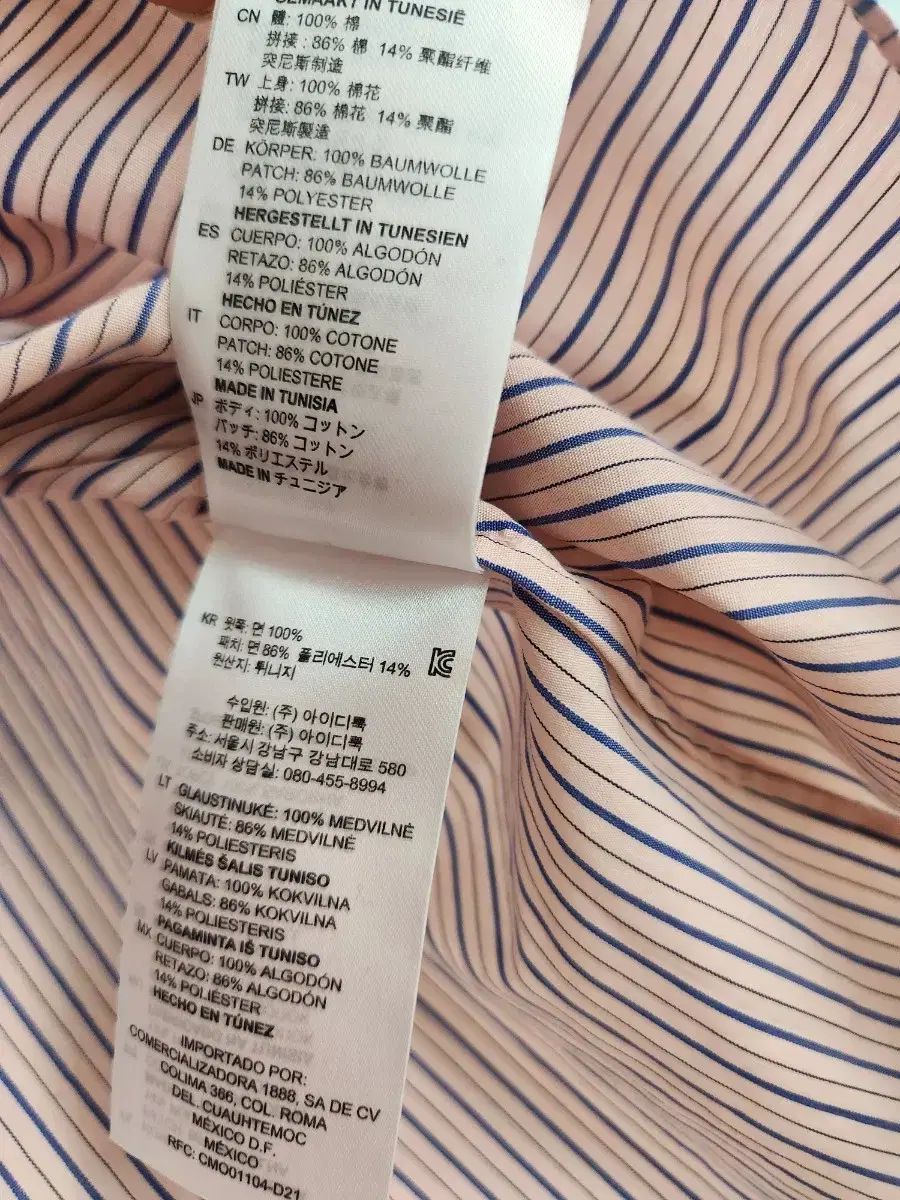 GEMAAKT IN TUNESIË
CN 體: 100% 棉
拼接: 86% 棉 14% 聚酯纤维
突尼斯制造
TW 上身: 100% 棉花
拼接: 86% 棉花 14% 聚酯
突尼斯製造
DE KÖRPER: 100% BAUMWOLLE
PATCH: 86% BAUMWOLLE
14% POLYESTER
HERGESTELLT IN TUNESIEN
ES CUERPO: 100% ALGODÓN
RETAZO: 86% ALGODÓN
14% POLIÉSTER
HECHO EN TÚNEZ
IT CORPO: 100% COTONE
PATCH: 86% COTONE
14% POLIESTERE
MADE IN TUNISIA
JP ボディ: 100% コットン
パッチ: 86% コットン
14% ポリエステル
MADE IN チュニジア
KR 윗쪽: 면 100%
패치: 면 86% 폴리에스터 14%
원산지: 튀니지
수입원: (주) 아이디룩
판매원: (주) 아이디룩
주소: 서울시 강남구 강남대로 580
소비자 상담실: 080-455-8994
LT GLAUSTINUKĖ: 100% MEDVILNĖ
SKIAUTĖ: 86% MEDVILNĖ
14% POLIESTERIS
KILMĖS ŠALIS TUNISO
LV PAMATA: 100% KOKVILNA
GABALS: 86% KOKVILNA
14% POLIESTERIS
PAGAMINTA IŠ TUNISO
MX CUERPO: 100% ALGODÓN
RETAZO: 86% ALGODÓN
14% POLIÉSTER
HECHO EN TÚNEZ
IMPORTADO POR:
COMERCIALIZADORA 1888, SA DE CV
COLIMA 366, COL. ROMA
DEL. CUAUHTEMOC
MÉXICO D.F.
MÉXICO
RFC: CMO01104-D21